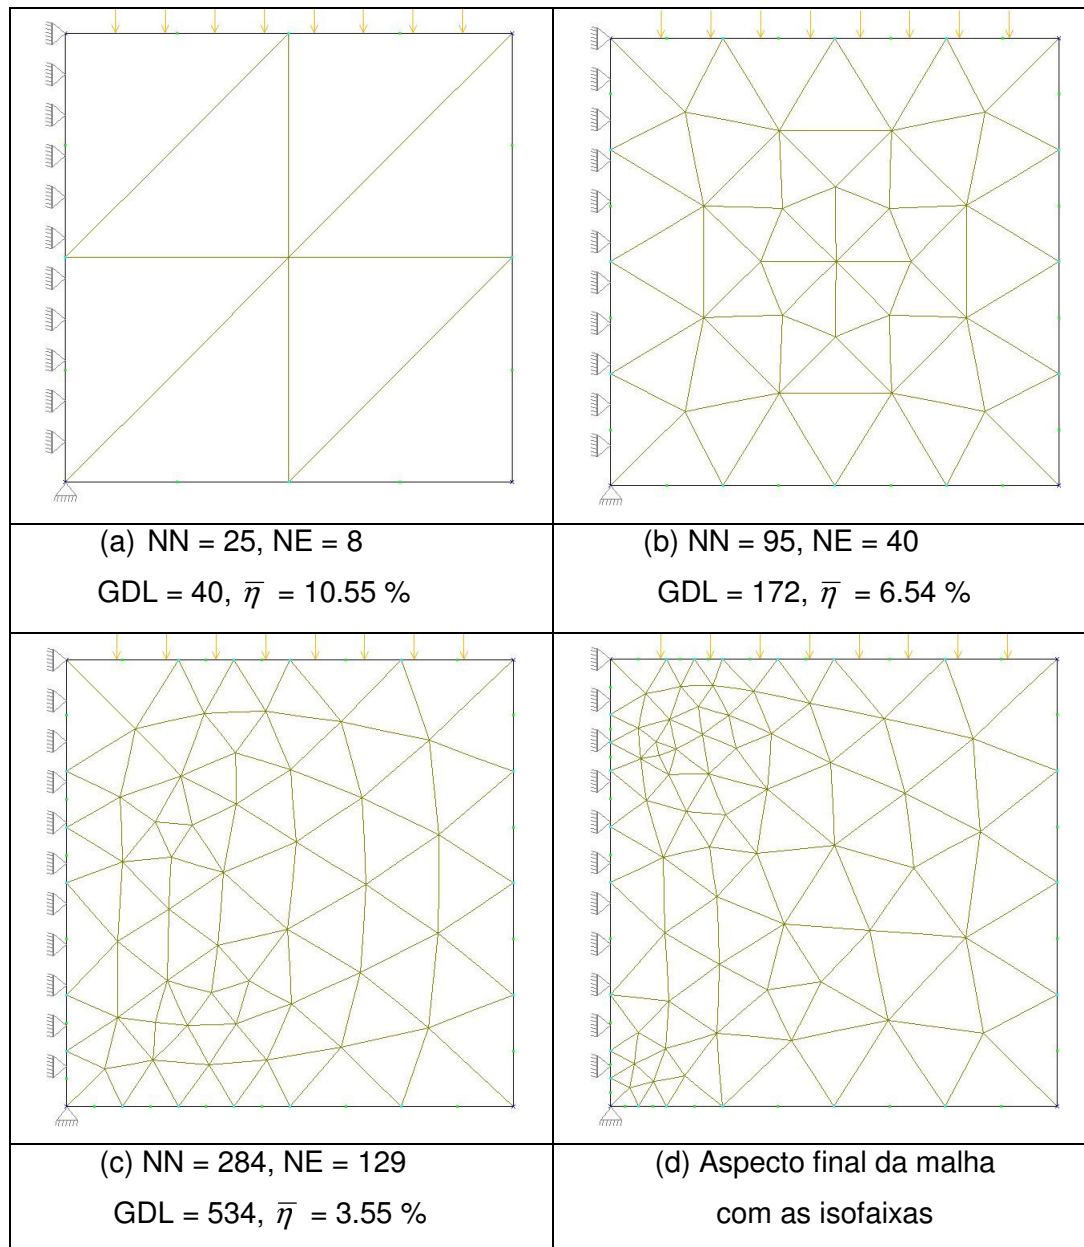 (a) NN = 25, NE = 8
GDL = 40, η̅ = 10.55 %
(b) NN = 95, NE = 40
GDL = 172, η̅ = 6.54 %
(c) NN = 284, NE = 129
GDL = 534, η̅ = 3.55 %
(d) Aspecto final da malha
com as isofaixas